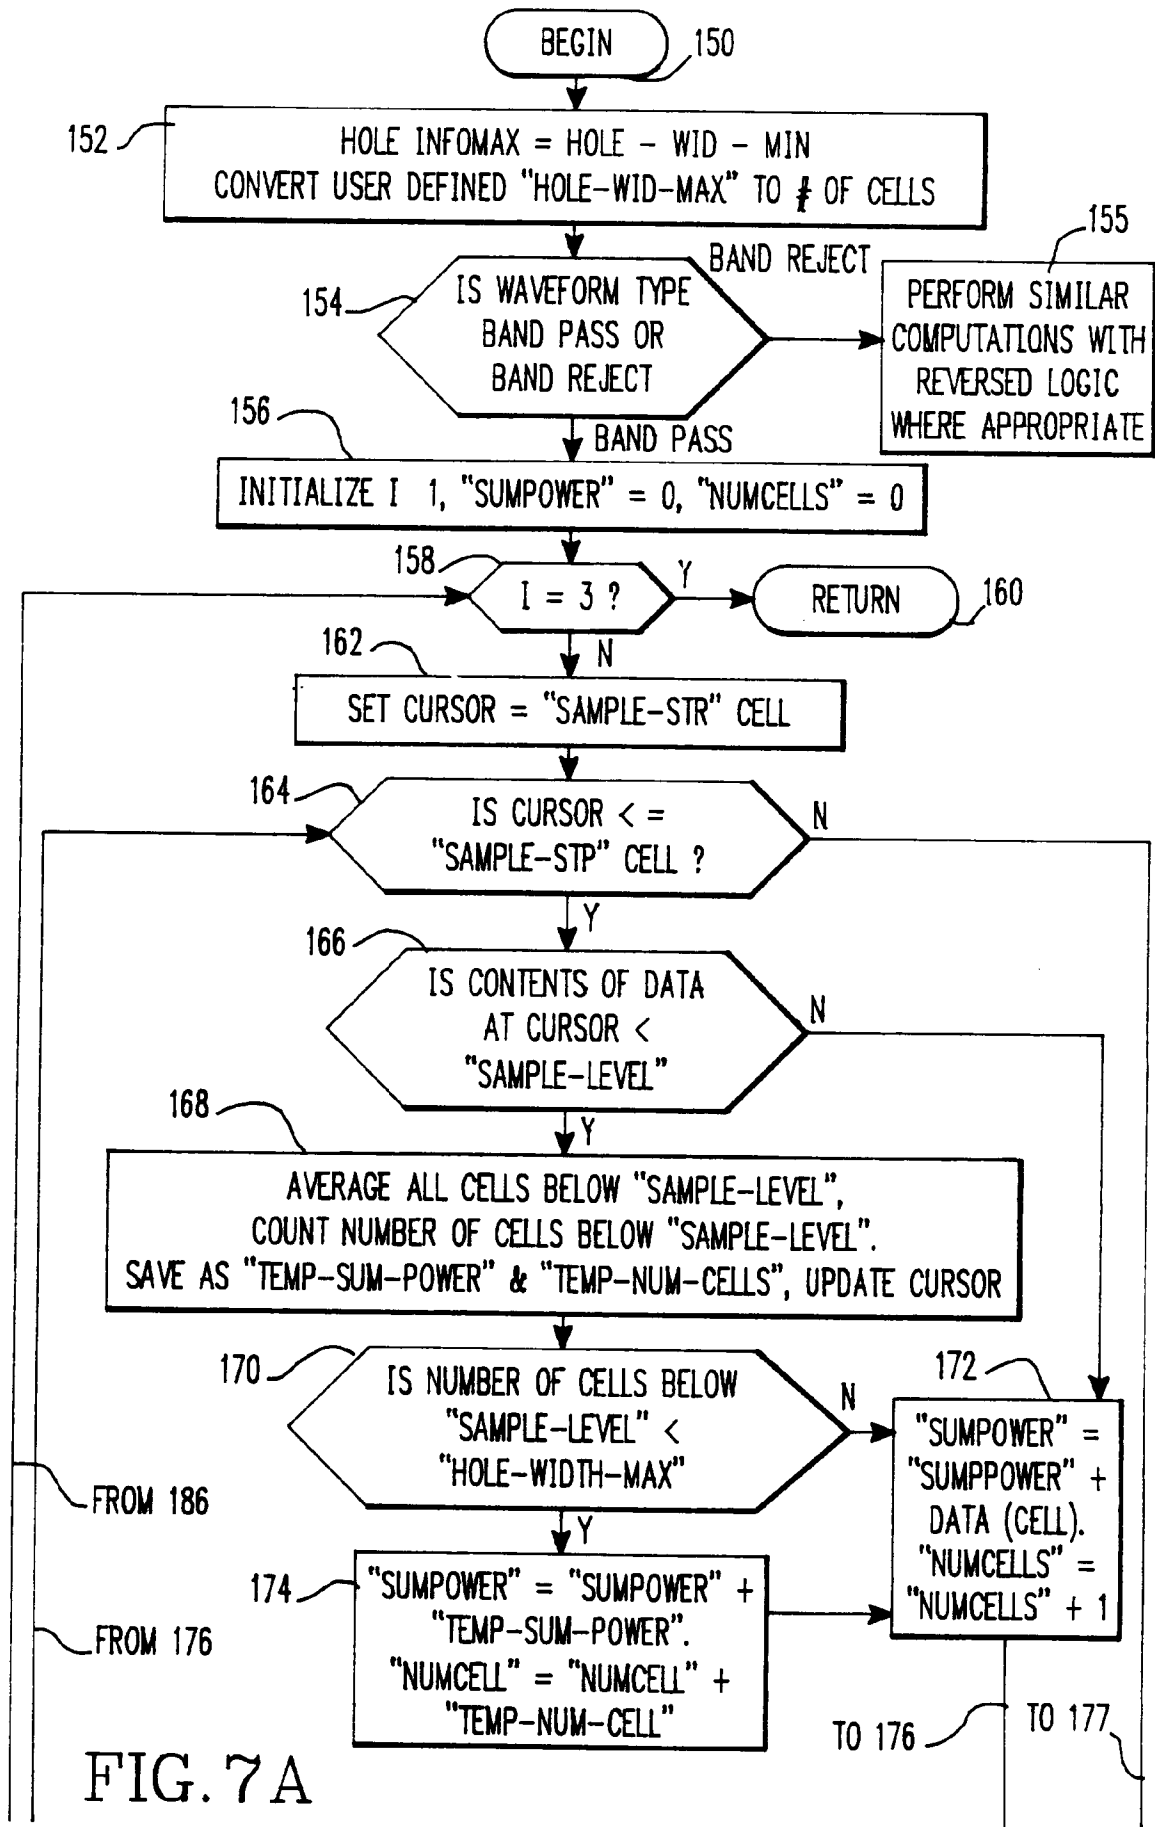 BEGIN
150
152
HOLE INFOMAX = HOLE - WID - MIN
CONVERT USER DEFINED "HOLE-WID-MAX" TO # OF CELLS
154
IS WAVEFORM TYPE
BAND PASS OR
BAND REJECT
BAND REJECT
155
PERFORM SIMILAR
COMPUTATIONS WITH
REVERSED LOGIC
WHERE APPROPRIATE
BAND PASS
156
INITIALIZE I 1, "SUMPOWER" = 0, "NUMCELLS" = 0
158
I = 3 ?
Y
RETURN
160
N
162
SET CURSOR = "SAMPLE-STR" CELL
164
IS CURSOR < =
"SAMPLE-STP" CELL ?
N
Y
166
IS CONTENTS OF DATA
AT CURSOR <
"SAMPLE-LEVEL"
N
Y
168
AVERAGE ALL CELLS BELOW "SAMPLE-LEVEL",
COUNT NUMBER OF CELLS BELOW "SAMPLE-LEVEL".
SAVE AS "TEMP-SUM-POWER" & "TEMP-NUM-CELLS", UPDATE CURSOR
170
IS NUMBER OF CELLS BELOW
"SAMPLE-LEVEL" <
"HOLE-WIDTH-MAX"
N
Y
172
"SUMPOWER" =
"SUMPPOWER" +
DATA (CELL).
"NUMCELLS" =
"NUMCELLS" + 1
174
"SUMPOWER" = "SUMPOWER" +
"TEMP-SUM-POWER".
"NUMCELL" = "NUMCELL" +
"TEMP-NUM-CELL"
FROM 186
FROM 176
TO 176
TO 177
FIG. 7A